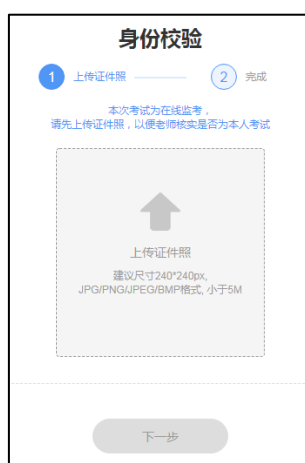 身份校验
1 上传证件照 2 完成
本次考试为在线监考，
请先上传证件照，以便老师核实是否为本人考试
上传证件照
建议尺寸240*240px,
JPG/PNG/JPEG/BMP格式, 小于5M
下一步